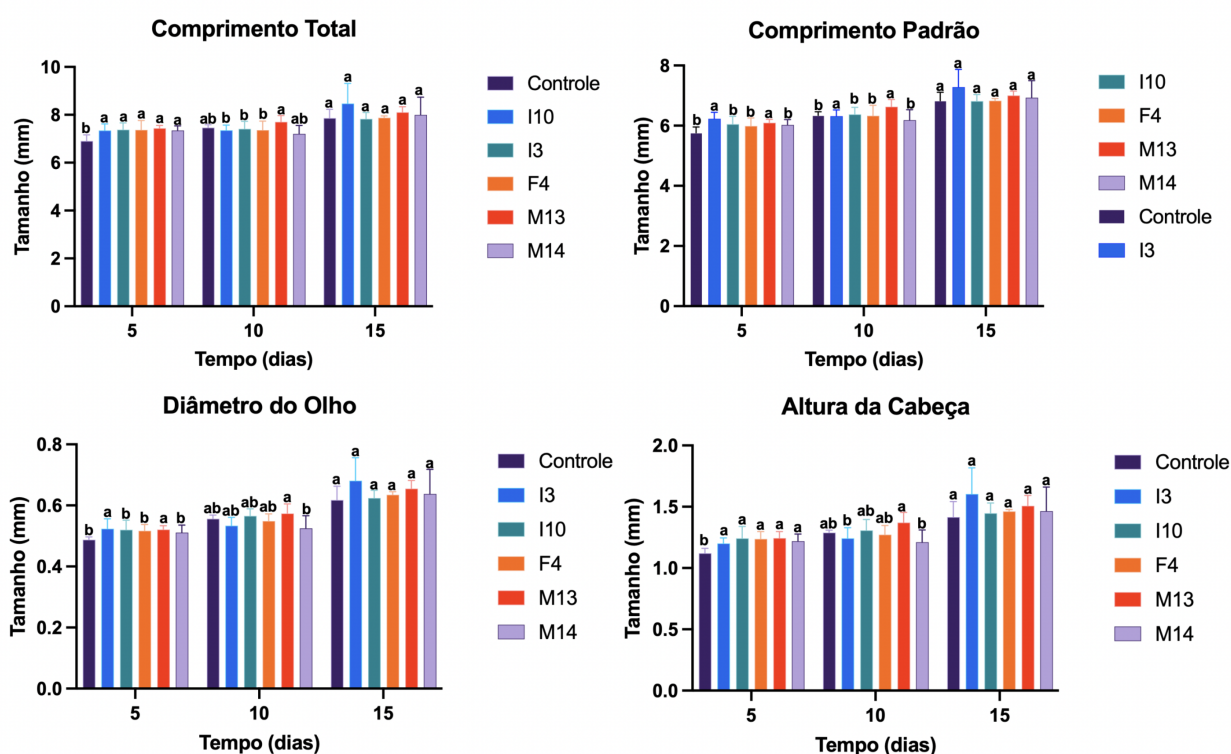 Comprimento Total
Tamanho (mm)
10
8
6
4
2
0
b a a a a a
ab b b b a ab
a a a a a a
5 10 15
Tempo (dias)
Controle
I10
I3
F4
M13
M14
Comprimento Padrão
Tamanho (mm)
8
6
4
2
0
b a b b a b
b a b b a b
a a a a a a
5 10 15
Tempo (dias)
I10
F4
M13
M14
Controle
I3
Diâmetro do Olho
Tamanho (mm)
0.8
0.6
0.4
0.2
0.0
b a b b a b
ab ab ab ab a b
a a a a a a
5 10 15
Tempo (dias)
Controle
I3
I10
F4
M13
M14
Altura da Cabeça
Tamanho (mm)
2.0
1.5
1.0
0.5
0.0
b a a a a a
ab b ab ab a b
a a a a a a
5 10 15
Tempo (dias)
Controle
I3
I10
F4
M13
M14